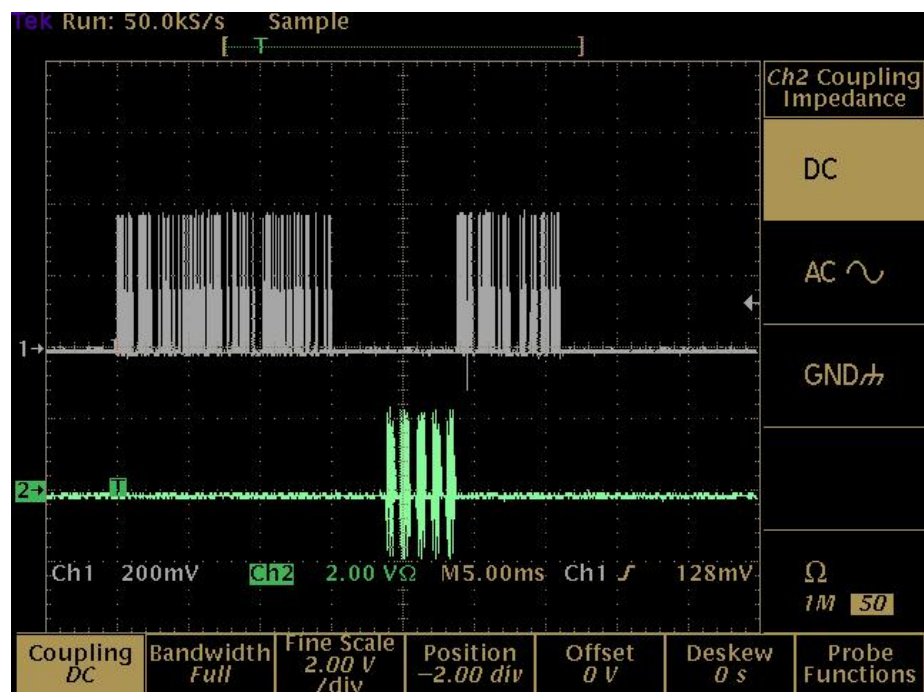 Tek Run: 50.0kS/s Sample
[ T ]
Ch2 Coupling
Impedance
DC
AC
GND
Ω
1M 50
1→
2→
T
Ch1 200mV Ch2 2.00 VΩ M5.00ms Ch1 128mV
Coupling
DC
Bandwidth
Full
Fine Scale
2.00 V
/div
Position
−2.00 div
Offset
0 V
Deskew
0 s
Probe
Functions